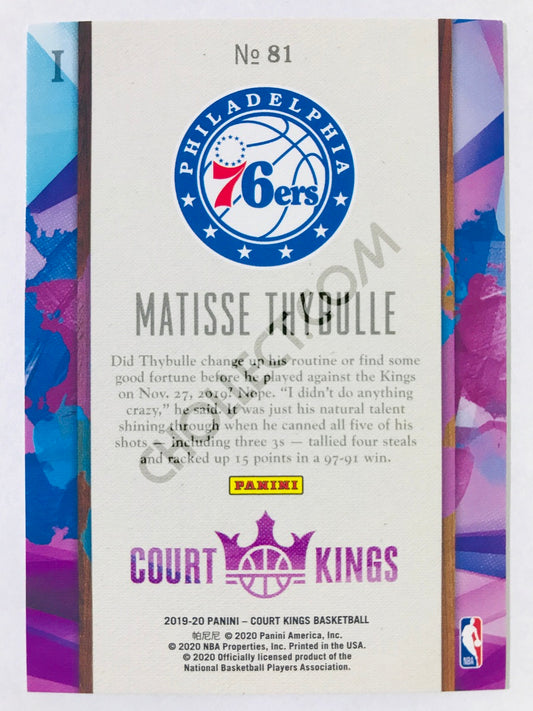 I
№ 81
PHILADELPHIA
76ers
MATISSE THYBULLE
Did Thybulle change up his routine or find some
good fortune before he played against the Kings
on Nov. 27, 2019? Nope. “I didn’t do anything
crazy,” he said. It was just his natural talent
shining through when he canned all five of his
shots — including three 3s — tallied four steals
and racked up 15 points in a 97-91 win.
PANINI
COURT KINGS
2019-20 PANINI – COURT KINGS BASKETBALL
帕尼尼 © 2020 Panini America, Inc.
© 2020 NBA Properties, Inc. Printed in the USA.
© 2020 Officially licensed product of the
National Basketball Players Association.
NBA